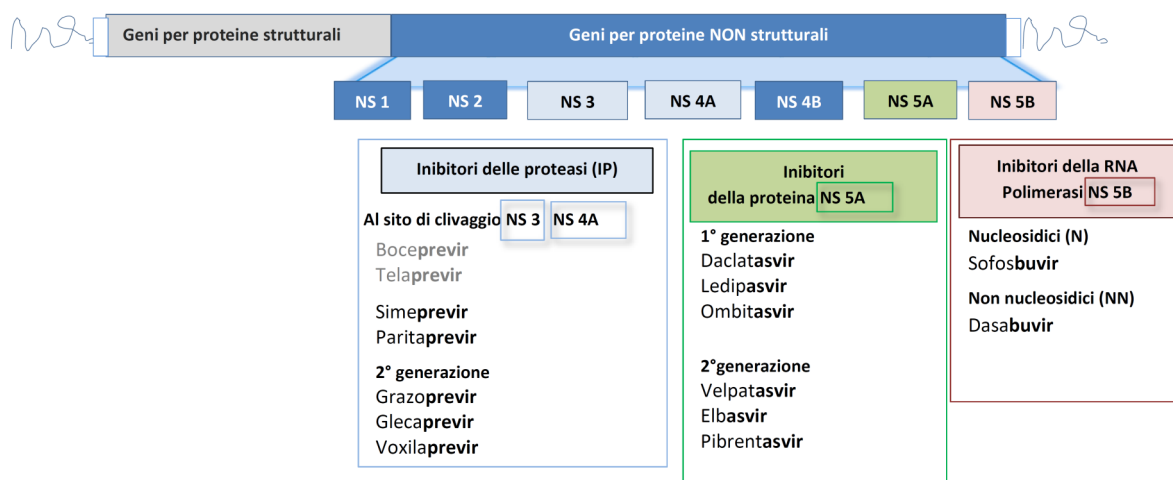 Geni per proteine strutturali
Geni per proteine NON strutturali
NS 1
NS 2
NS 3
NS 4A
NS 4B
NS 5A
NS 5B
Inibitori delle proteasi (IP)
Al sito di clivaggio NS 3 NS 4A
Boceprevir
Telaprevir
Simeprevir
Paritaprevir
2° generazione
Grazoprevir
Glecaprevir
Voxilaprevir
Inibitori
della proteina NS 5A
1° generazione
Daclatasvir
Ledipasvir
Ombitasvir
2°generazione
Velpatasvir
Elbasvir
Pibrentasvir
Inibitori della RNA
Polimerasi NS 5B
Nucleosidici (N)
Sofosbuvir
Non nucleosidici (NN)
Dasabuvir